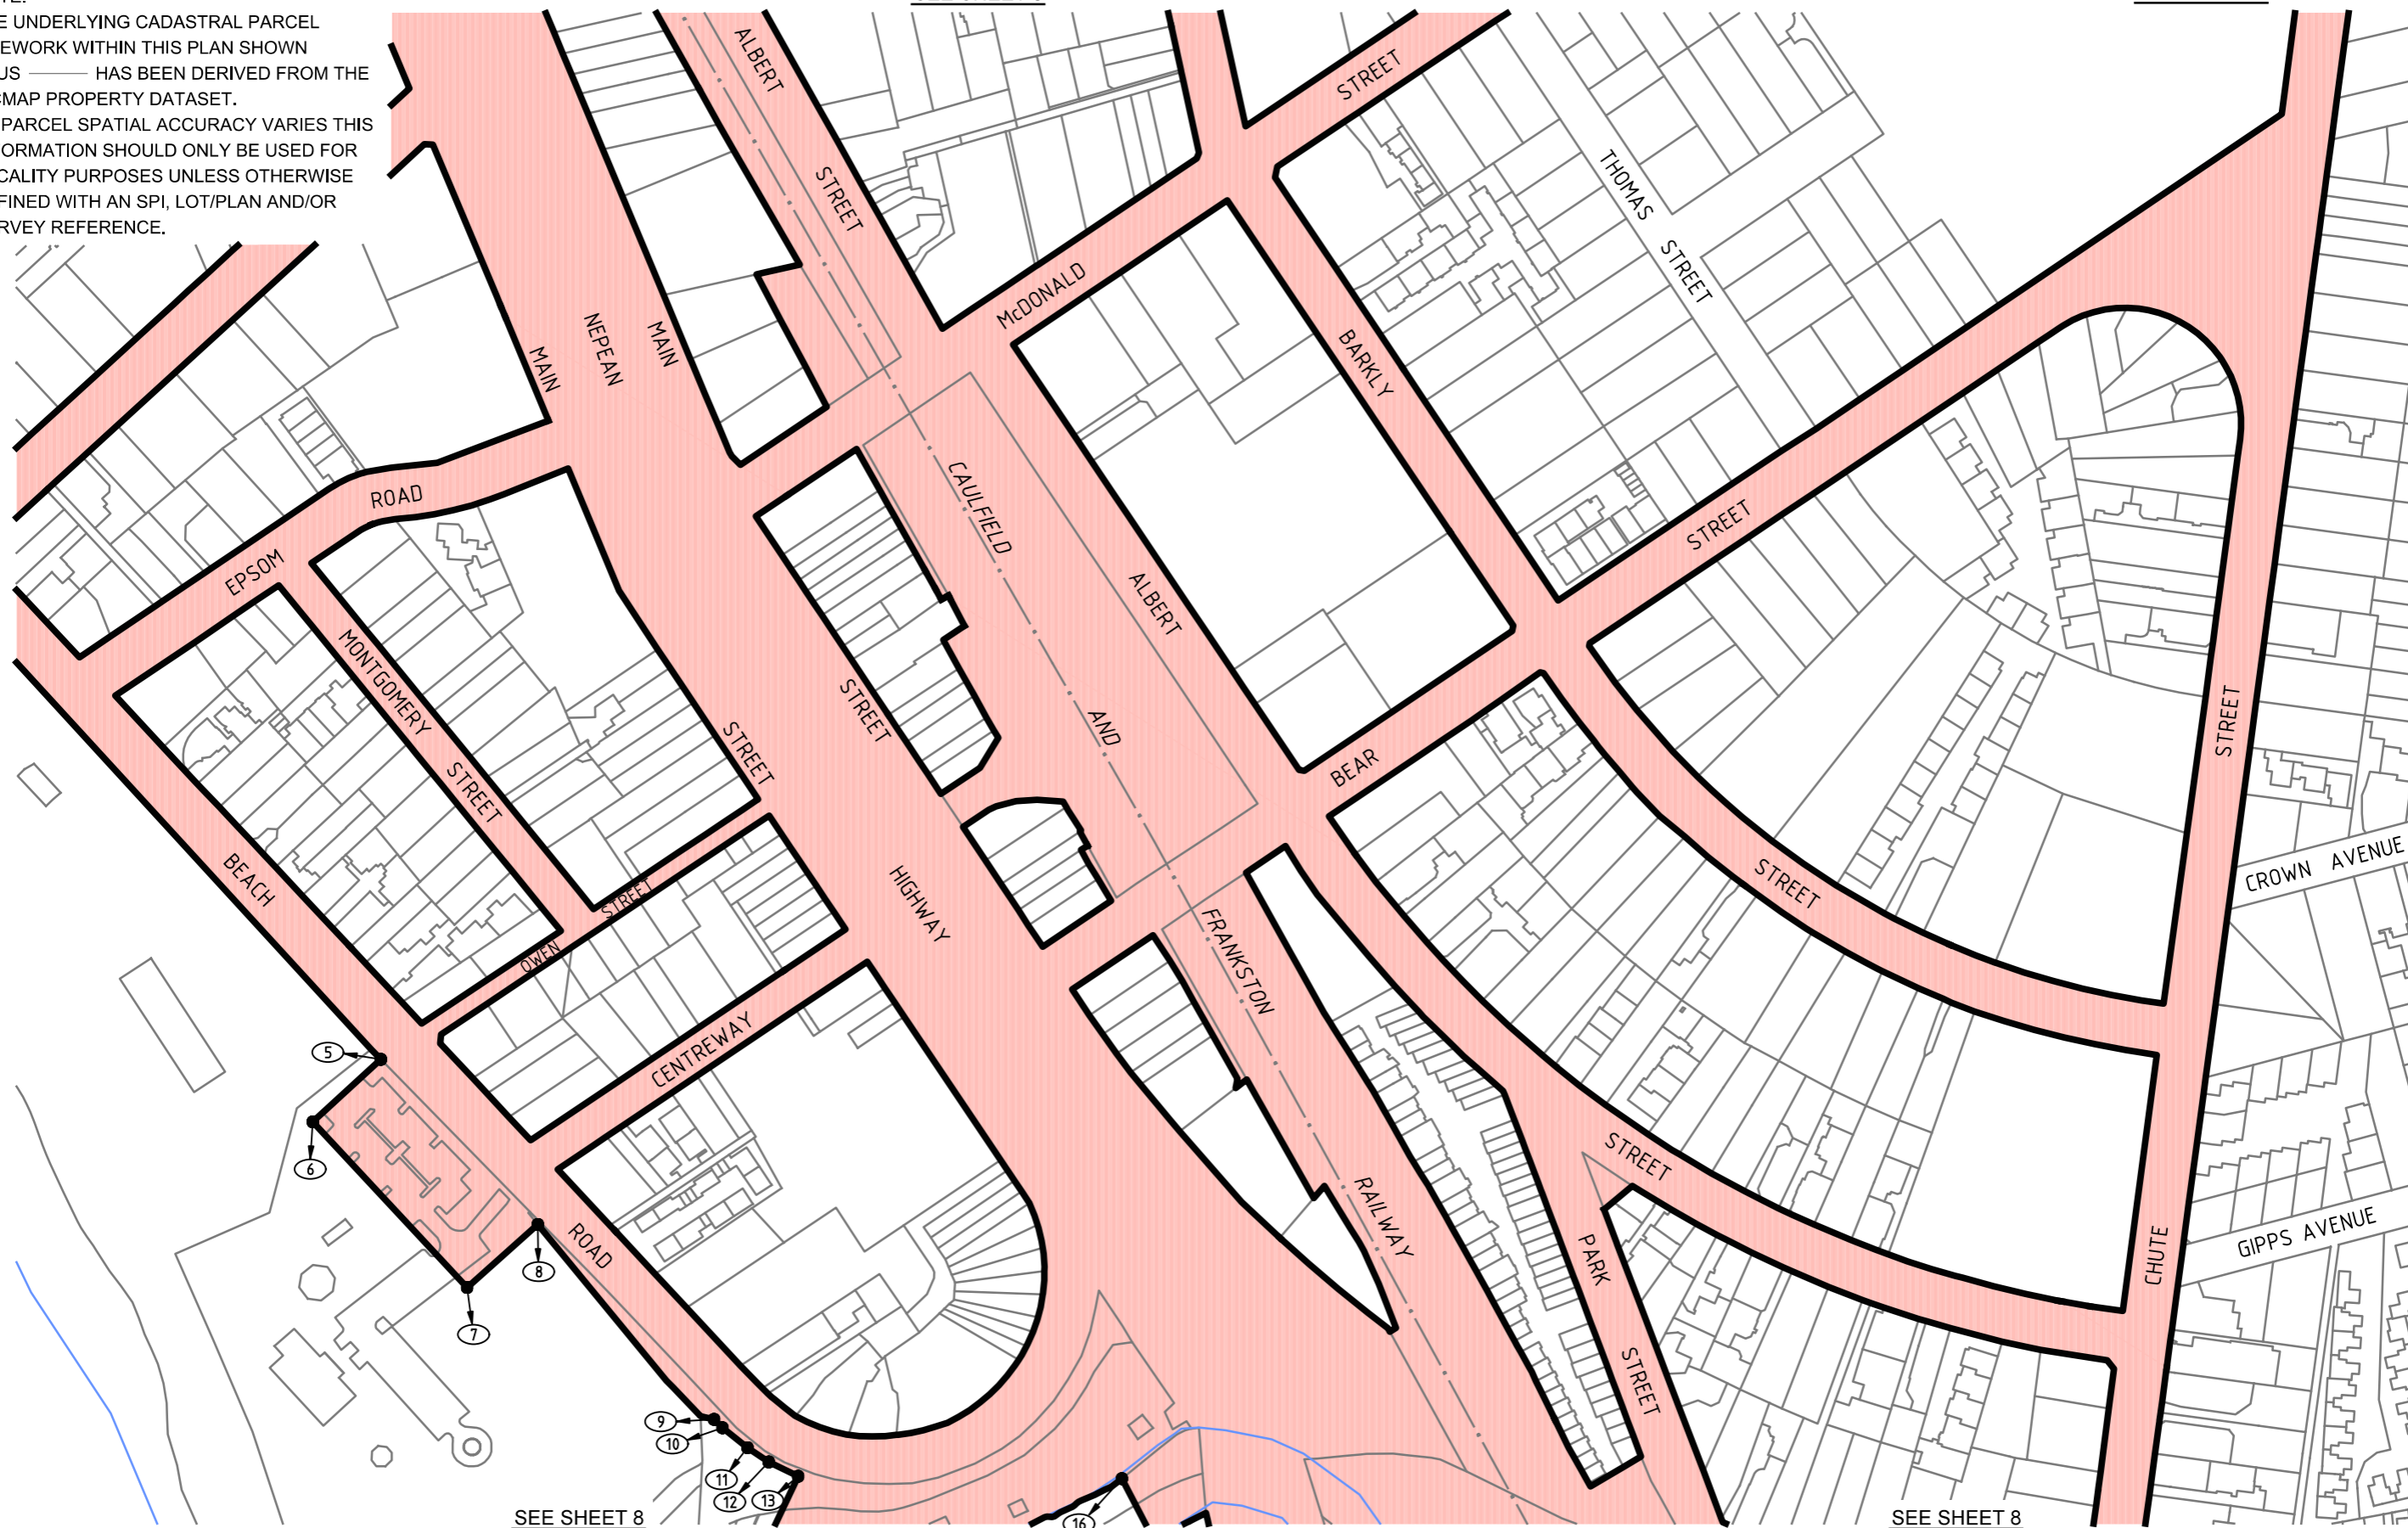 E UNDERLYING CADASTRAL PARCEL
EWORK WITHIN THIS PLAN SHOWN
US ——— HAS BEEN DERIVED FROM THE
CMAP PROPERTY DATASET.
PARCEL SPATIAL ACCURACY VARIES THIS
ORMATION SHOULD ONLY BE USED FOR
CALITY PURPOSES UNLESS OTHERWISE
FINED WITH AN SPI, LOT/PLAN AND/OR
RVEY REFERENCE.
ALBERT
STREET
STREET
THOMAS
STREET
McDONALD
MAIN
NEPEAN
MAIN
BARKLY
ROAD
EPSOM
CAULFIELD
STREET
ALBERT
MONTGOMERY
STREET
STREET
STREET
AND
BEAR
STREET
STREET
BEACH
STREET
OWEN
HIGHWAY
FRANKSTON
STREET
CROWN AVENUE
CENTREWAY
5
6
7
8
ROAD
RAILWAY
STREET
PARK
STREET
CHUTE
GIPPS AVENUE
9
10
11
12
13
16
SEE SHEET 8
SEE SHEET 8